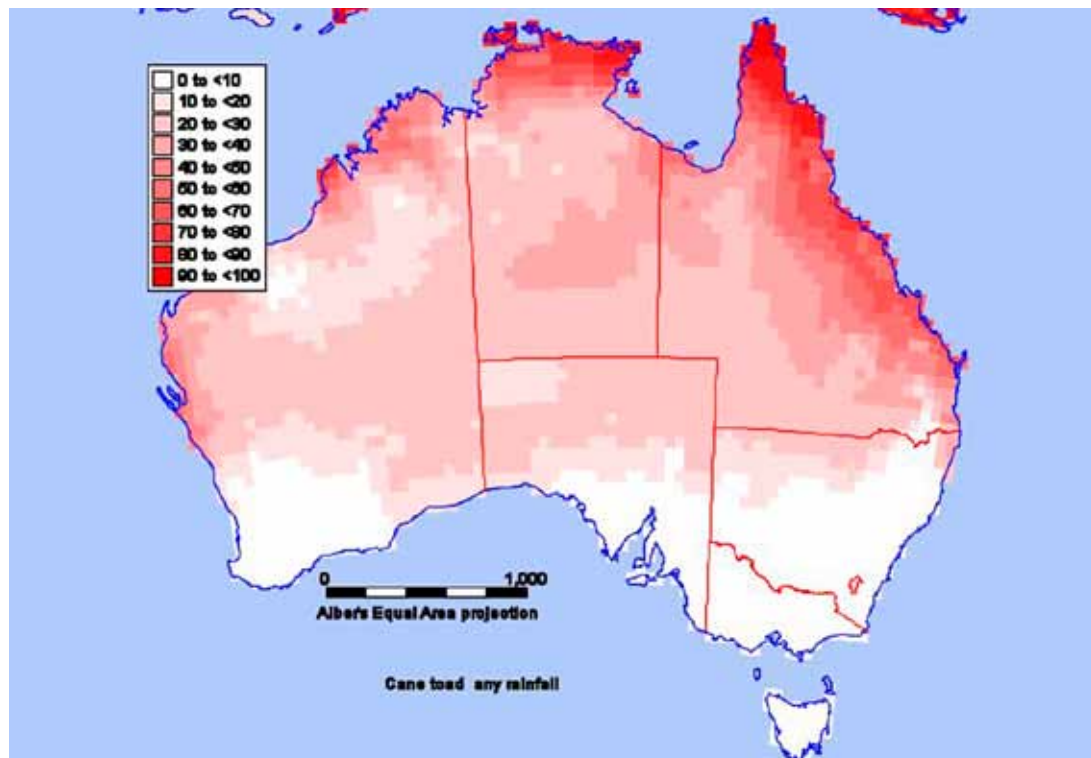 0 to <10
10 to <20
20 to <30
30 to <40
40 to <50
50 to <60
60 to <70
70 to <80
80 to <90
90 to <100
0 1,000
Alber's Equal Area projection
Cane toad any rainfall